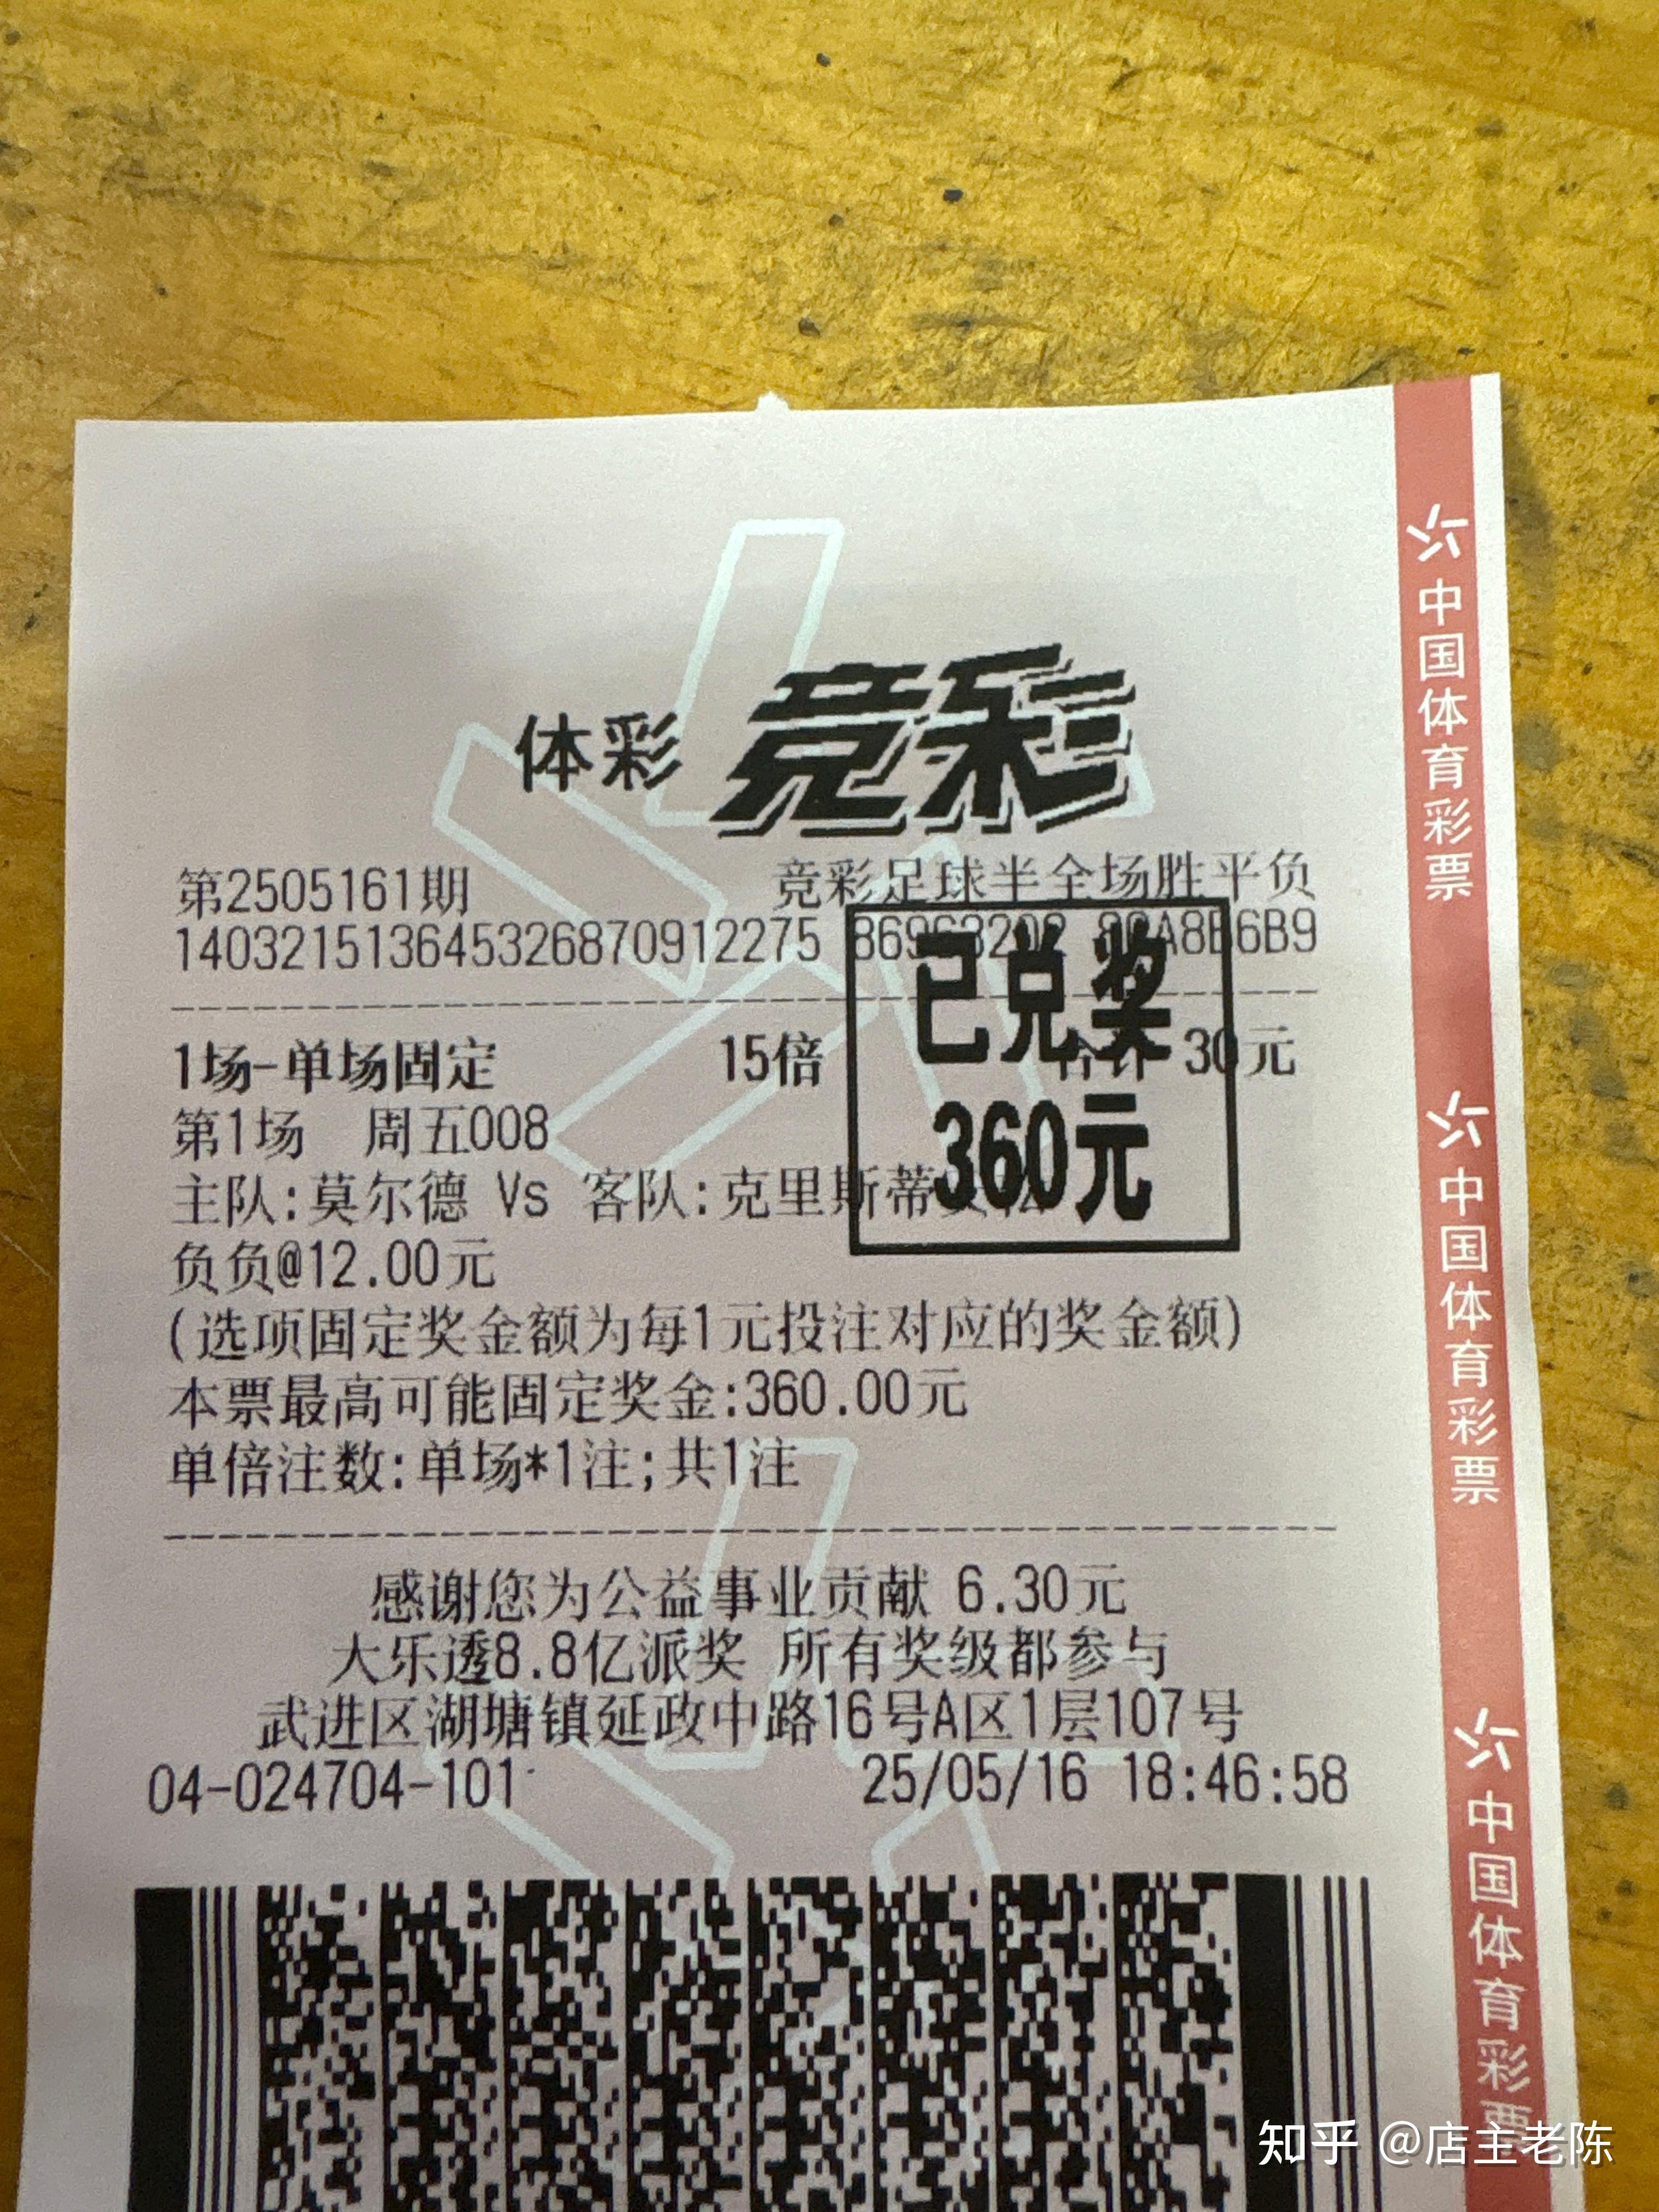 体彩 竞彩
第2505161期 竞彩足球半全场胜平负
140321513645326870912275
已兑奖
1场-单场固定 15倍 合计 30元
360元
第1场 周五008
主队:莫尔德 Vs 客队:克里斯蒂
负负@12.00元
(选项固定奖金额为每1元投注对应的奖金额)
本票最高可能固定奖金:360.00元
单倍注数:单场*1注;共1注
感谢您为公益事业贡献 6.30元
大乐透8.8亿派奖 所有奖级都参与
武进区湖塘镇延政中路16号A区1层107号
04-024704-101 25/05/16 18:46:58
中国体育彩票
中国体育彩票
中国体育彩票
知乎 @店主老陈